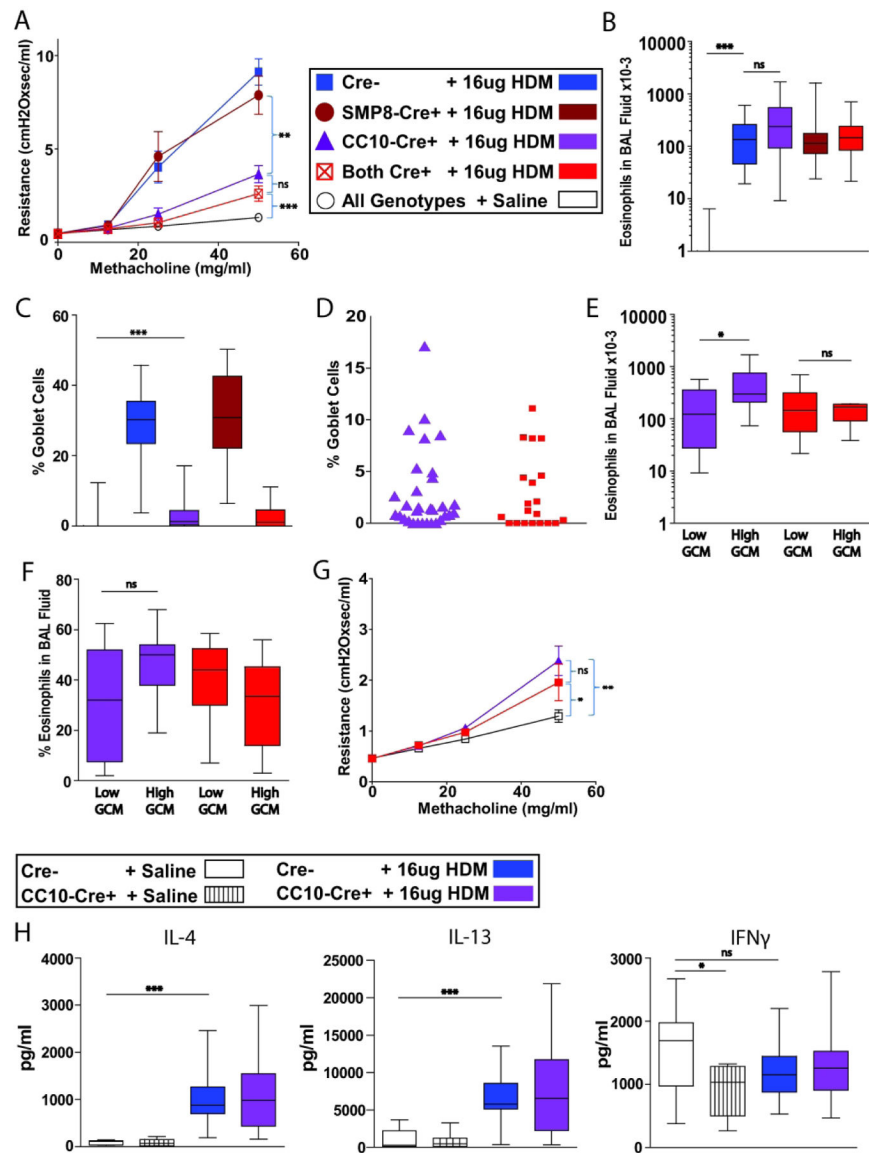 A
Resistance (cmH2Oxsec/ml)
10
5
0
0 20 40 60
Methacholine (mg/ml)
**
ns
***
Cre- + 16ug HDM
SMP8-Cre+ + 16ug HDM
CC10-Cre+ + 16ug HDM
Both Cre+ + 16ug HDM
All Genotypes + Saline
B
Eosinophils in BAL Fluid x10-3
10000
1000
100
10
1
***
ns
C
% Goblet Cells
60
40
20
0
***
D
% Goblet Cells
20
15
10
5
0
E
Eosinophils in BAL Fluid x10-3
10000
1000
100
10
1
*
ns
Low GCM
High GCM
Low GCM
High GCM
F
% Eosinophils in BAL Fluid
80
60
40
20
0
ns
Low GCM
High GCM
Low GCM
High GCM
G
Resistance (cmH2Oxsec/ml)
4
3
2
1
0
0 20 40 60
Methacholine (mg/ml)
ns
*
**
Cre- + Saline
CC10-Cre+ + Saline
Cre- + 16ug HDM
CC10-Cre+ + 16ug HDM
H
IL-4
pg/ml
4000
3000
2000
1000
0
***
IL-13
pg/ml
25000
20000
15000
10000
5000
0
***
IFNγ
pg/ml
3000
2000
1000
0
ns
*